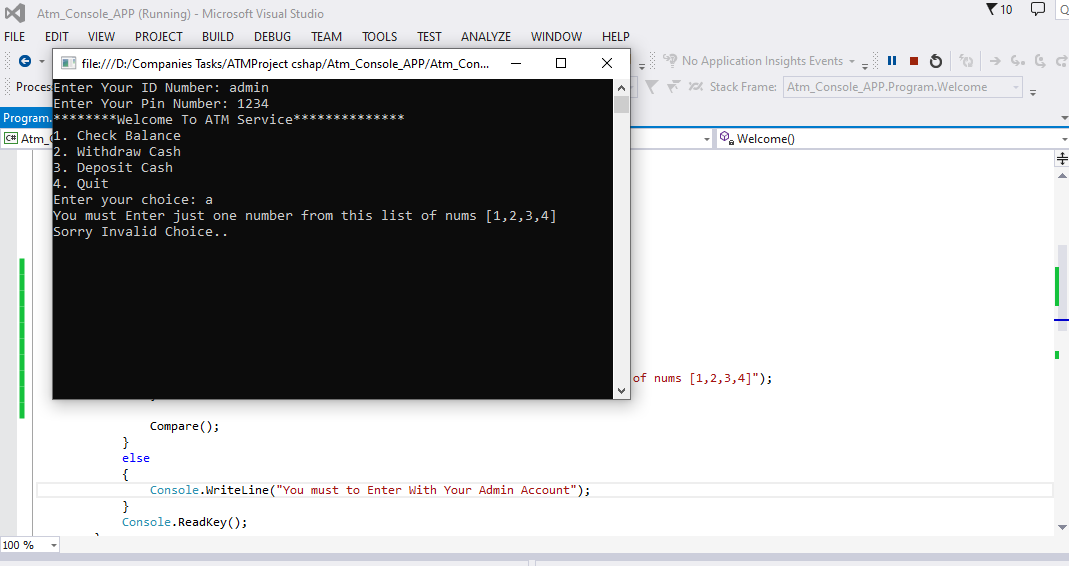 Atm_Console_APP (Running) - Microsoft Visual Studio
10
FILE EDIT VIEW PROJECT BUILD DEBUG TEAM TOOLS TEST ANALYZE WINDOW HELP
file:///D:/Companies Tasks/ATMProject cshap/Atm_Console_APP/Atm_Con...
No Application Insights Events
Stack Frame: Atm_Console_APP.Program.Welcome
Program.
C# Atm_
Welcome()
Enter Your ID Number: admin
Enter Your Pin Number: 1234
********Welcome To ATM Service**************
1. Check Balance
2. Withdraw Cash
3. Deposit Cash
4. Quit
Enter your choice: a
You must Enter just one number from this list of nums [1,2,3,4]
Sorry Invalid Choice..
of nums [1,2,3,4]");
Compare();
}
else
{
Console.WriteLine("You must to Enter With Your Admin Account");
}
Console.ReadKey();
100 %